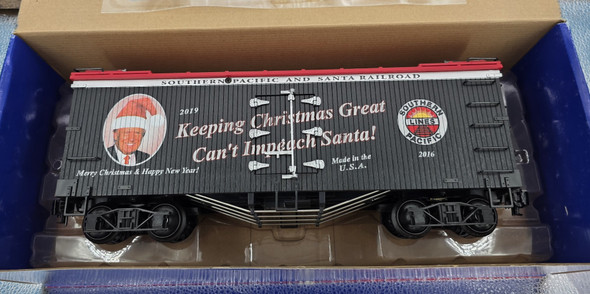 SOUTHERN PACIFIC AND SANTA RAILROAD
2019
Keeping Christmas Great
Can't Impeach Santa!
Merry Christmas & Happy New Year!
Made in the
U.S.A.
SOUTHERN
LINES
PACIFIC
2016